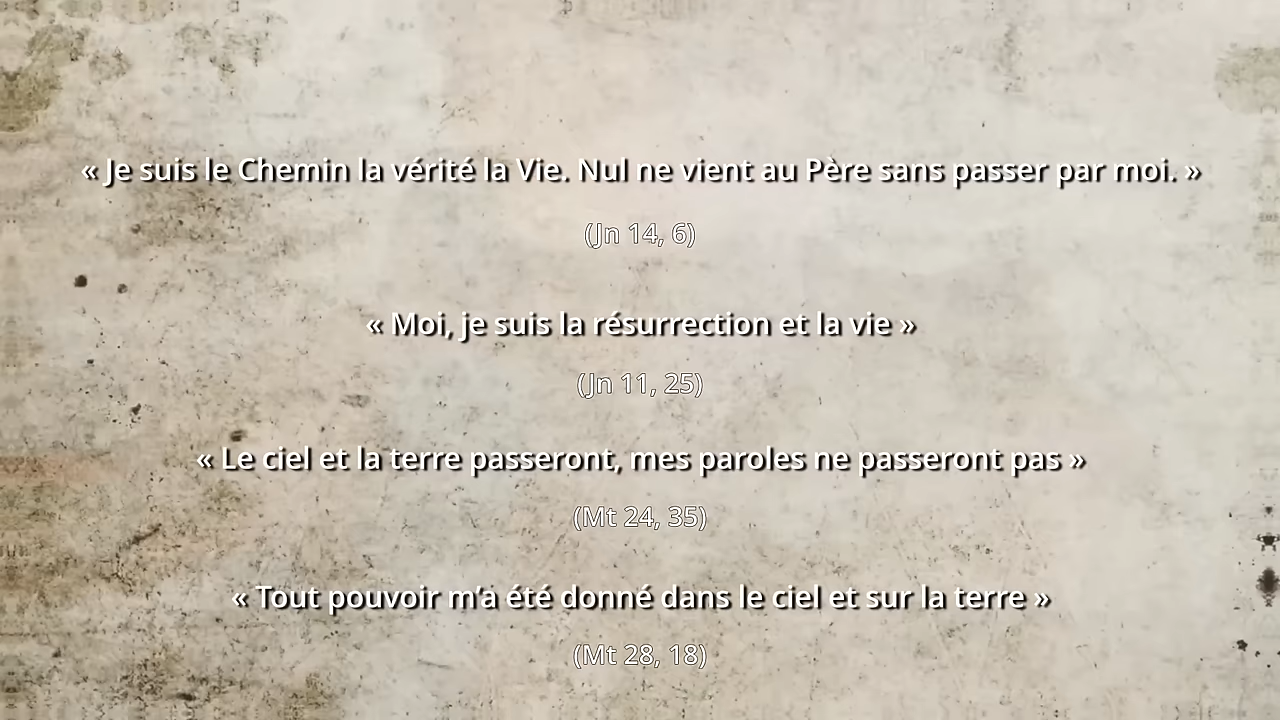 « Je suis le Chemin la vérité la Vie. Nul ne vient au Père sans passer par moi. »
(Jn 14, 6)
« Moi, je suis la résurrection et la vie »
(Jn 11, 25)
« Le ciel et la terre passeront, mes paroles ne passeront pas »
(Mt 24, 35)
« Tout pouvoir m’a été donné dans le ciel et sur la terre »
(Mt 28, 18)